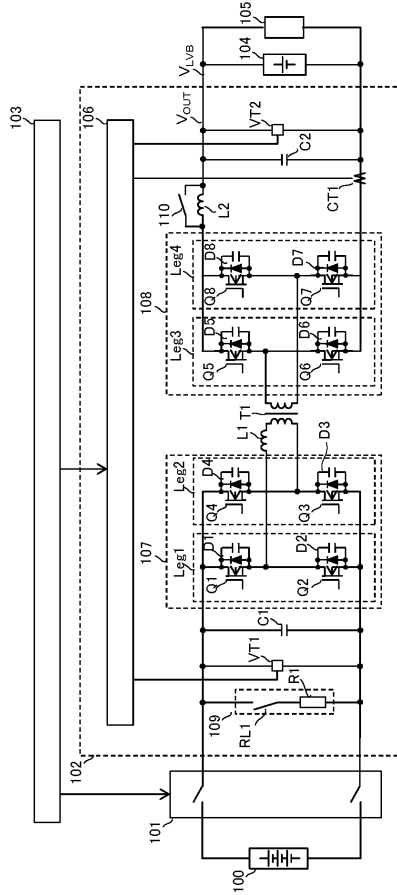 103
106
102
101
100
109
RL1
R1
VT1
C1
107
Leg1
Leg2
Q1
D1
Q2
D2
Q4
D4
Q3
D3
L1
T1
108
Leg3
Leg4
Q5
D5
Q6
D6
Q8
D8
Q7
D7
110
L2
CT1
C2
VT2
VOUT
VLVB
104
105